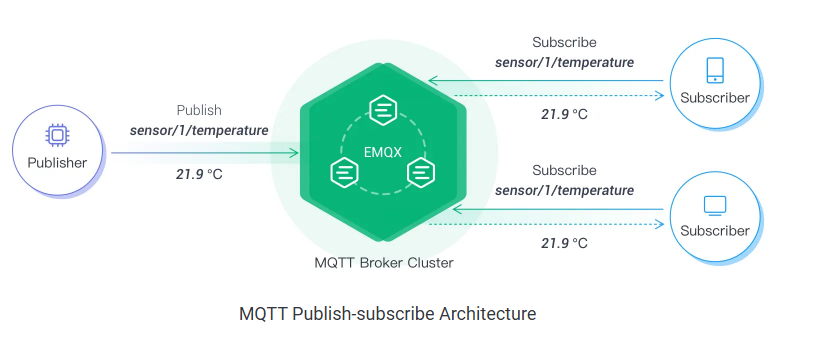 Publish
sensor/1/temperature
21.9 °C
Publisher
EMQX
MQTT Broker Cluster
Subscribe
sensor/1/temperature
21.9 °C
Subscriber
Subscribe
sensor/1/temperature
21.9 °C
Subscriber
MQTT Publish-subscribe Architecture